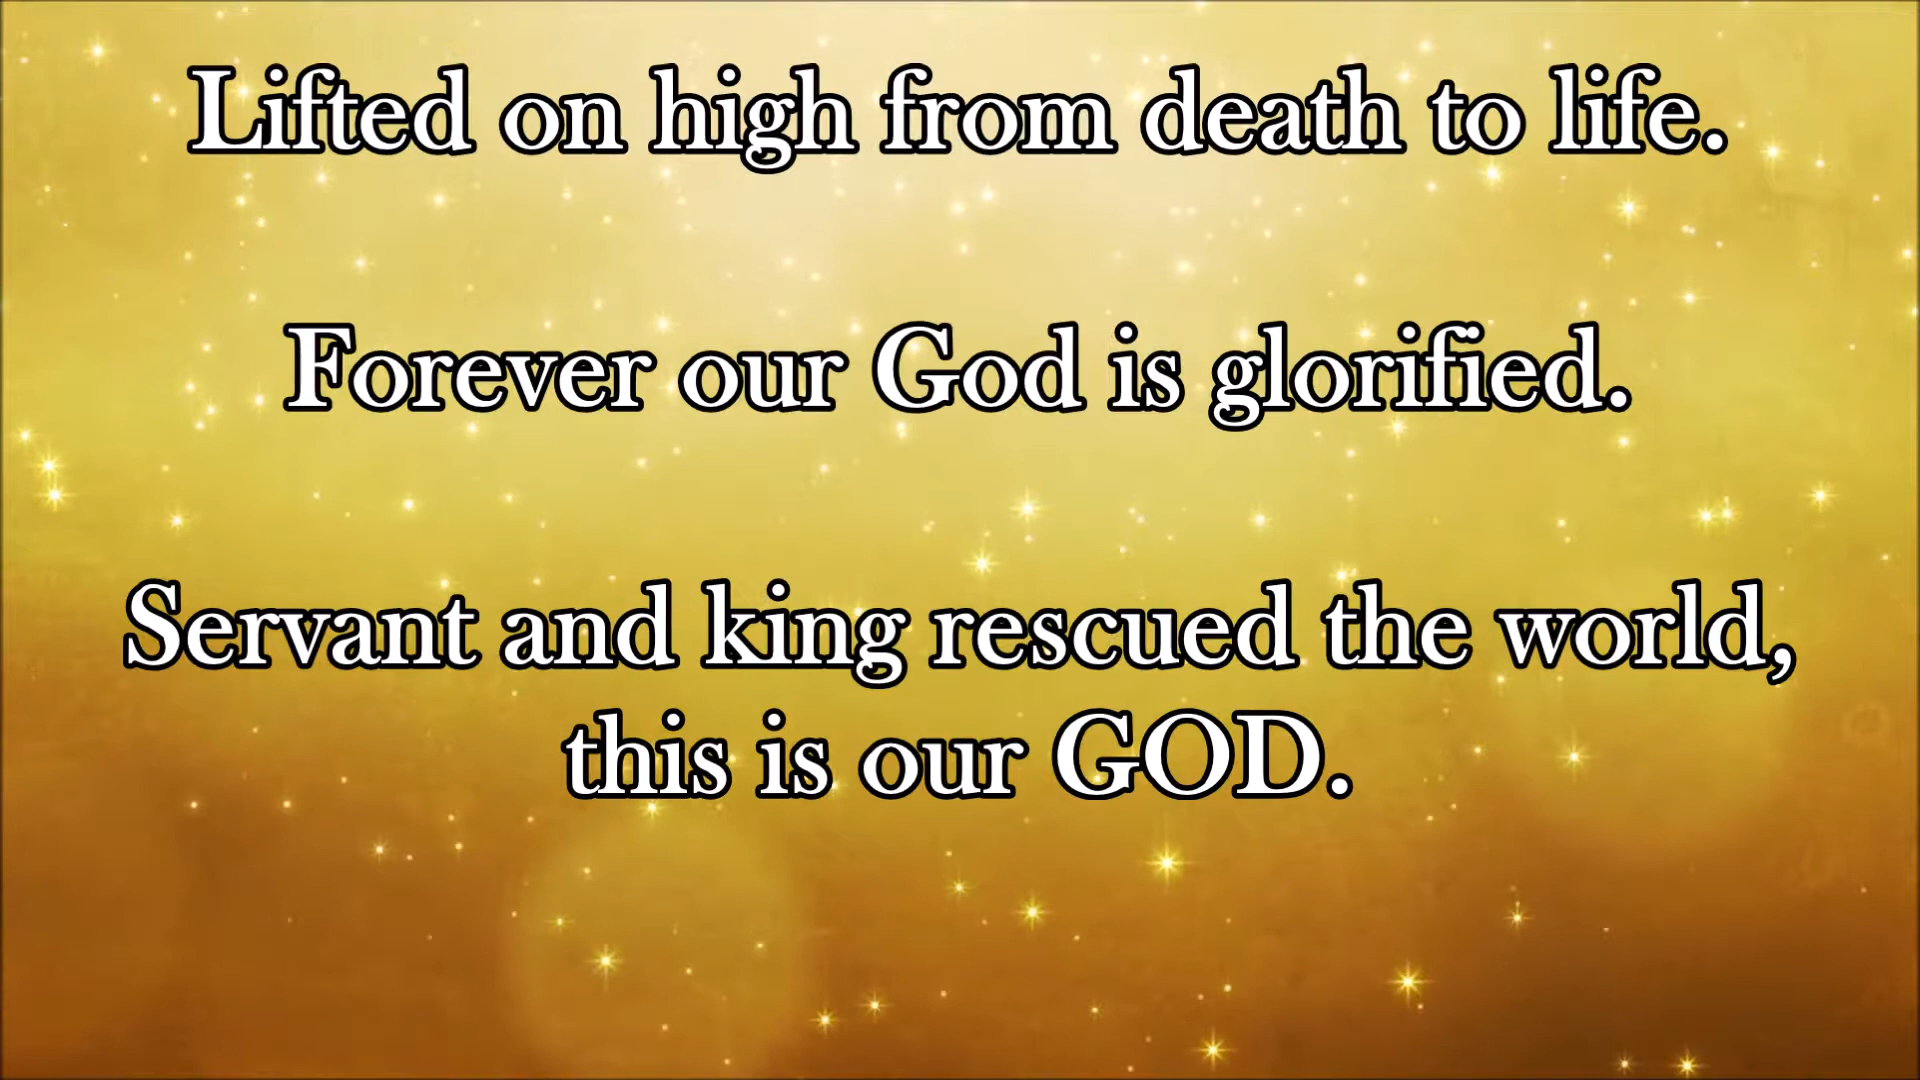 Lifted on high from death to life.
Forever our God is glorified.
Servant and king rescued the world,
this is our GOD.